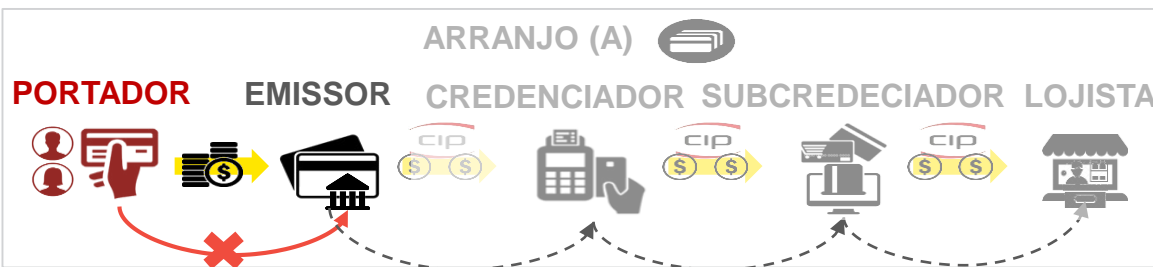 ARRANJO (A)
PORTADOR EMISSOR CREDENCIADOR SUBCREDECIADOR LOJISTA
CIP CIP CIP
$ $ $ $ $ $ $